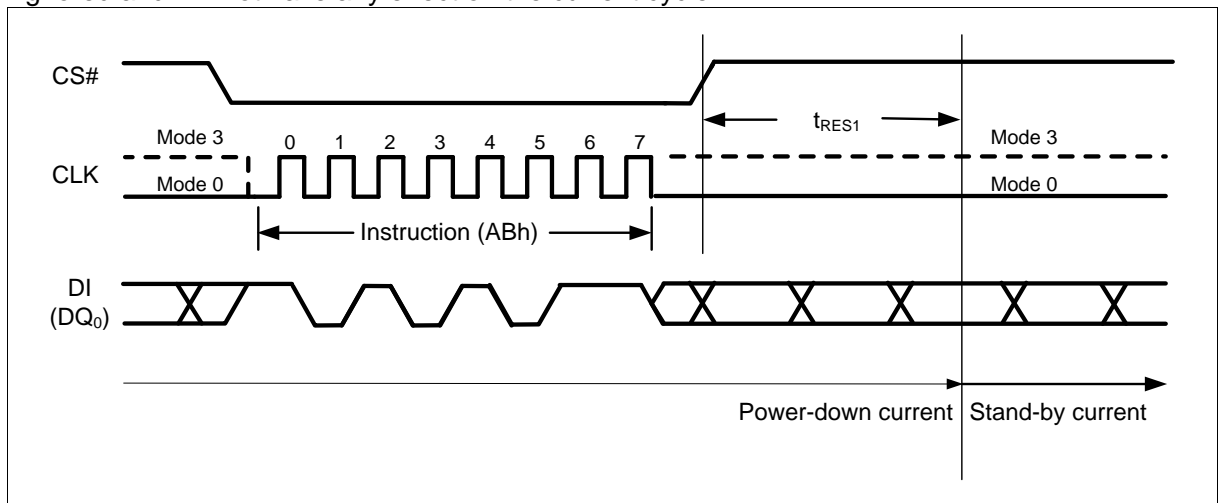 CS#
tRES1
Mode 3
0 1 2 3 4 5 6 7
Mode 3
CLK
Mode 0
Mode 0
Instruction (ABh)
DI
(DQ0)
Power-down current
Stand-by current